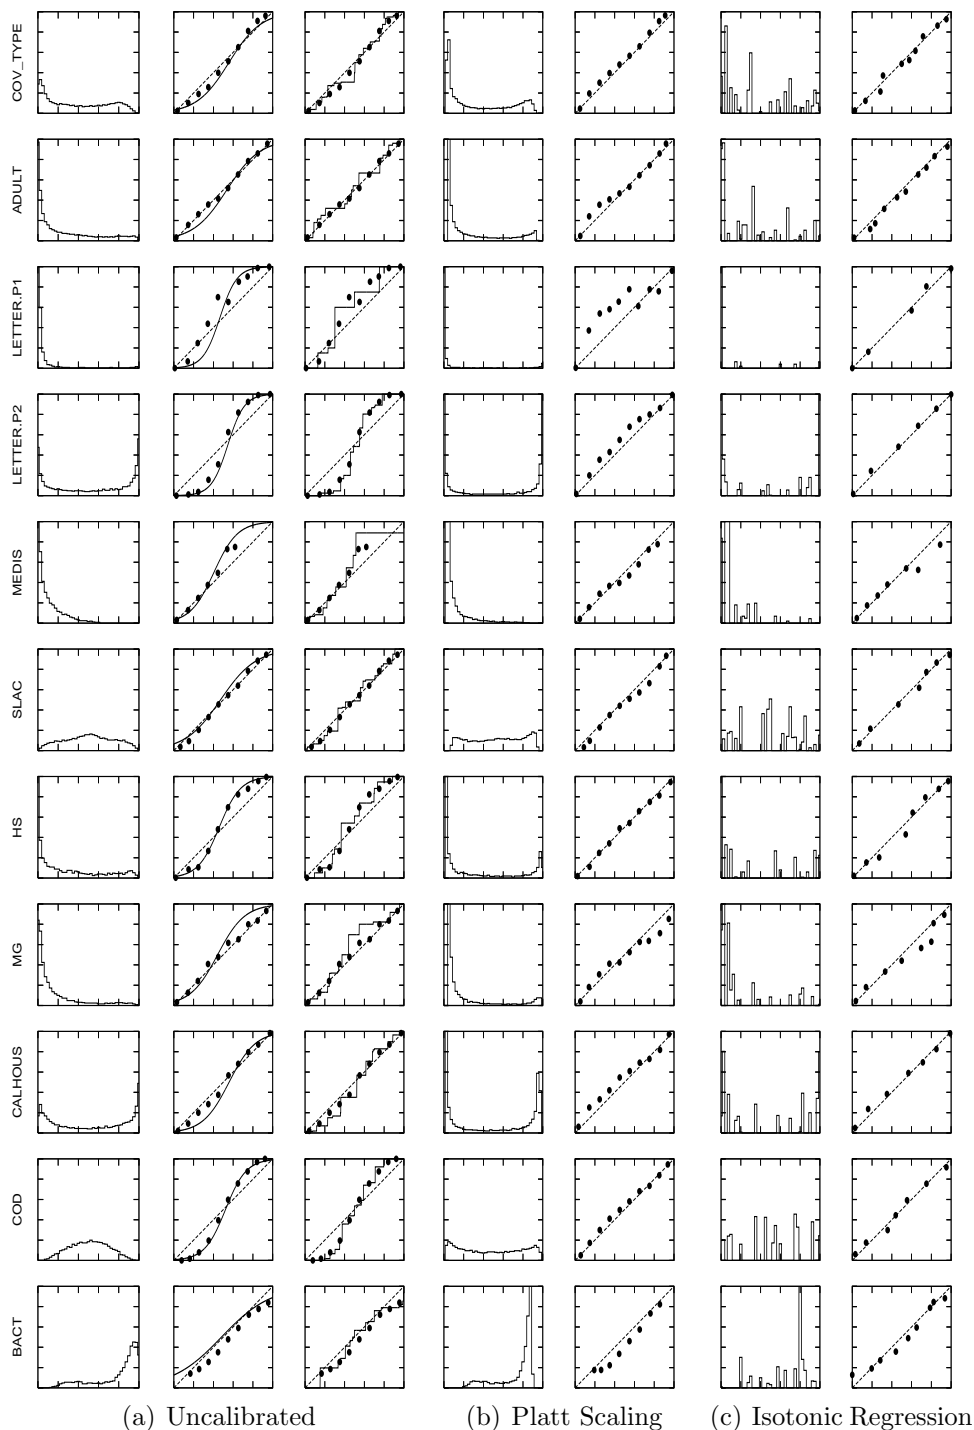 COV_TYPE
ADULT
LETTER.P1
LETTER.P2
MEDIS
SLAC
HS
MG
CALHOUS
COD
BACT
(a) Uncalibrated
(b) Platt Scaling
(c) Isotonic Regression